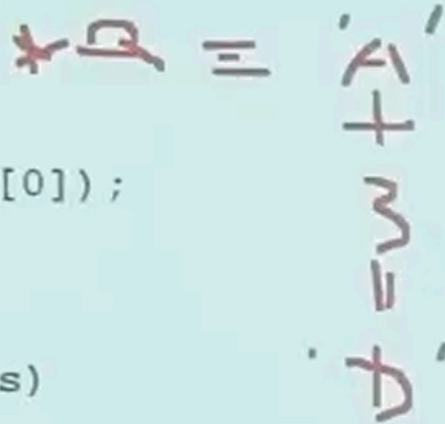 * = 'A'
+
[0]);
3
=
s)
'D'